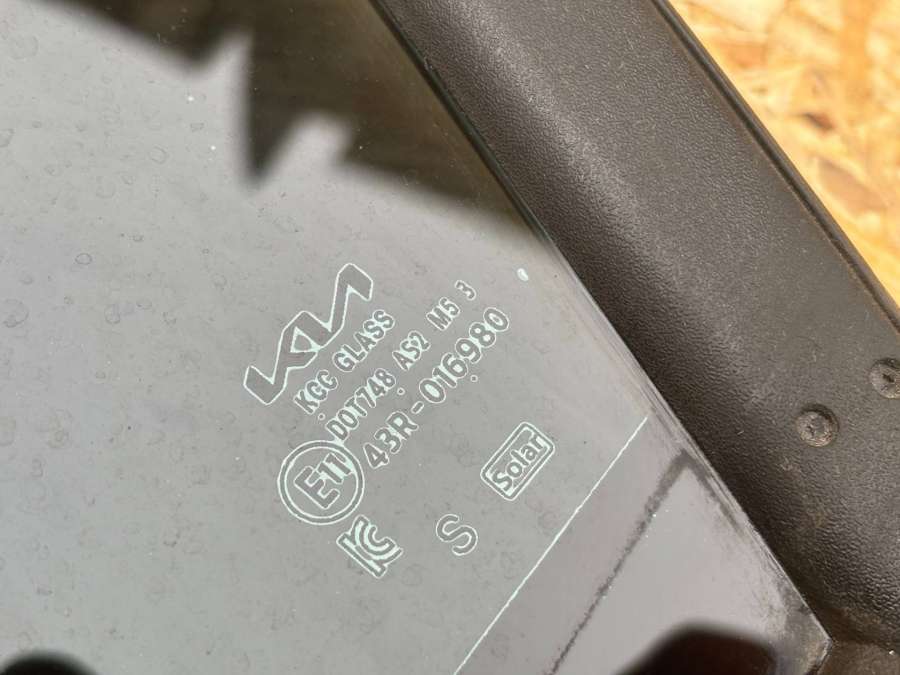 KIA
KCC GLASS
DOT748 AS2 M5 3
43R-016980
E11
Solar
KC
S